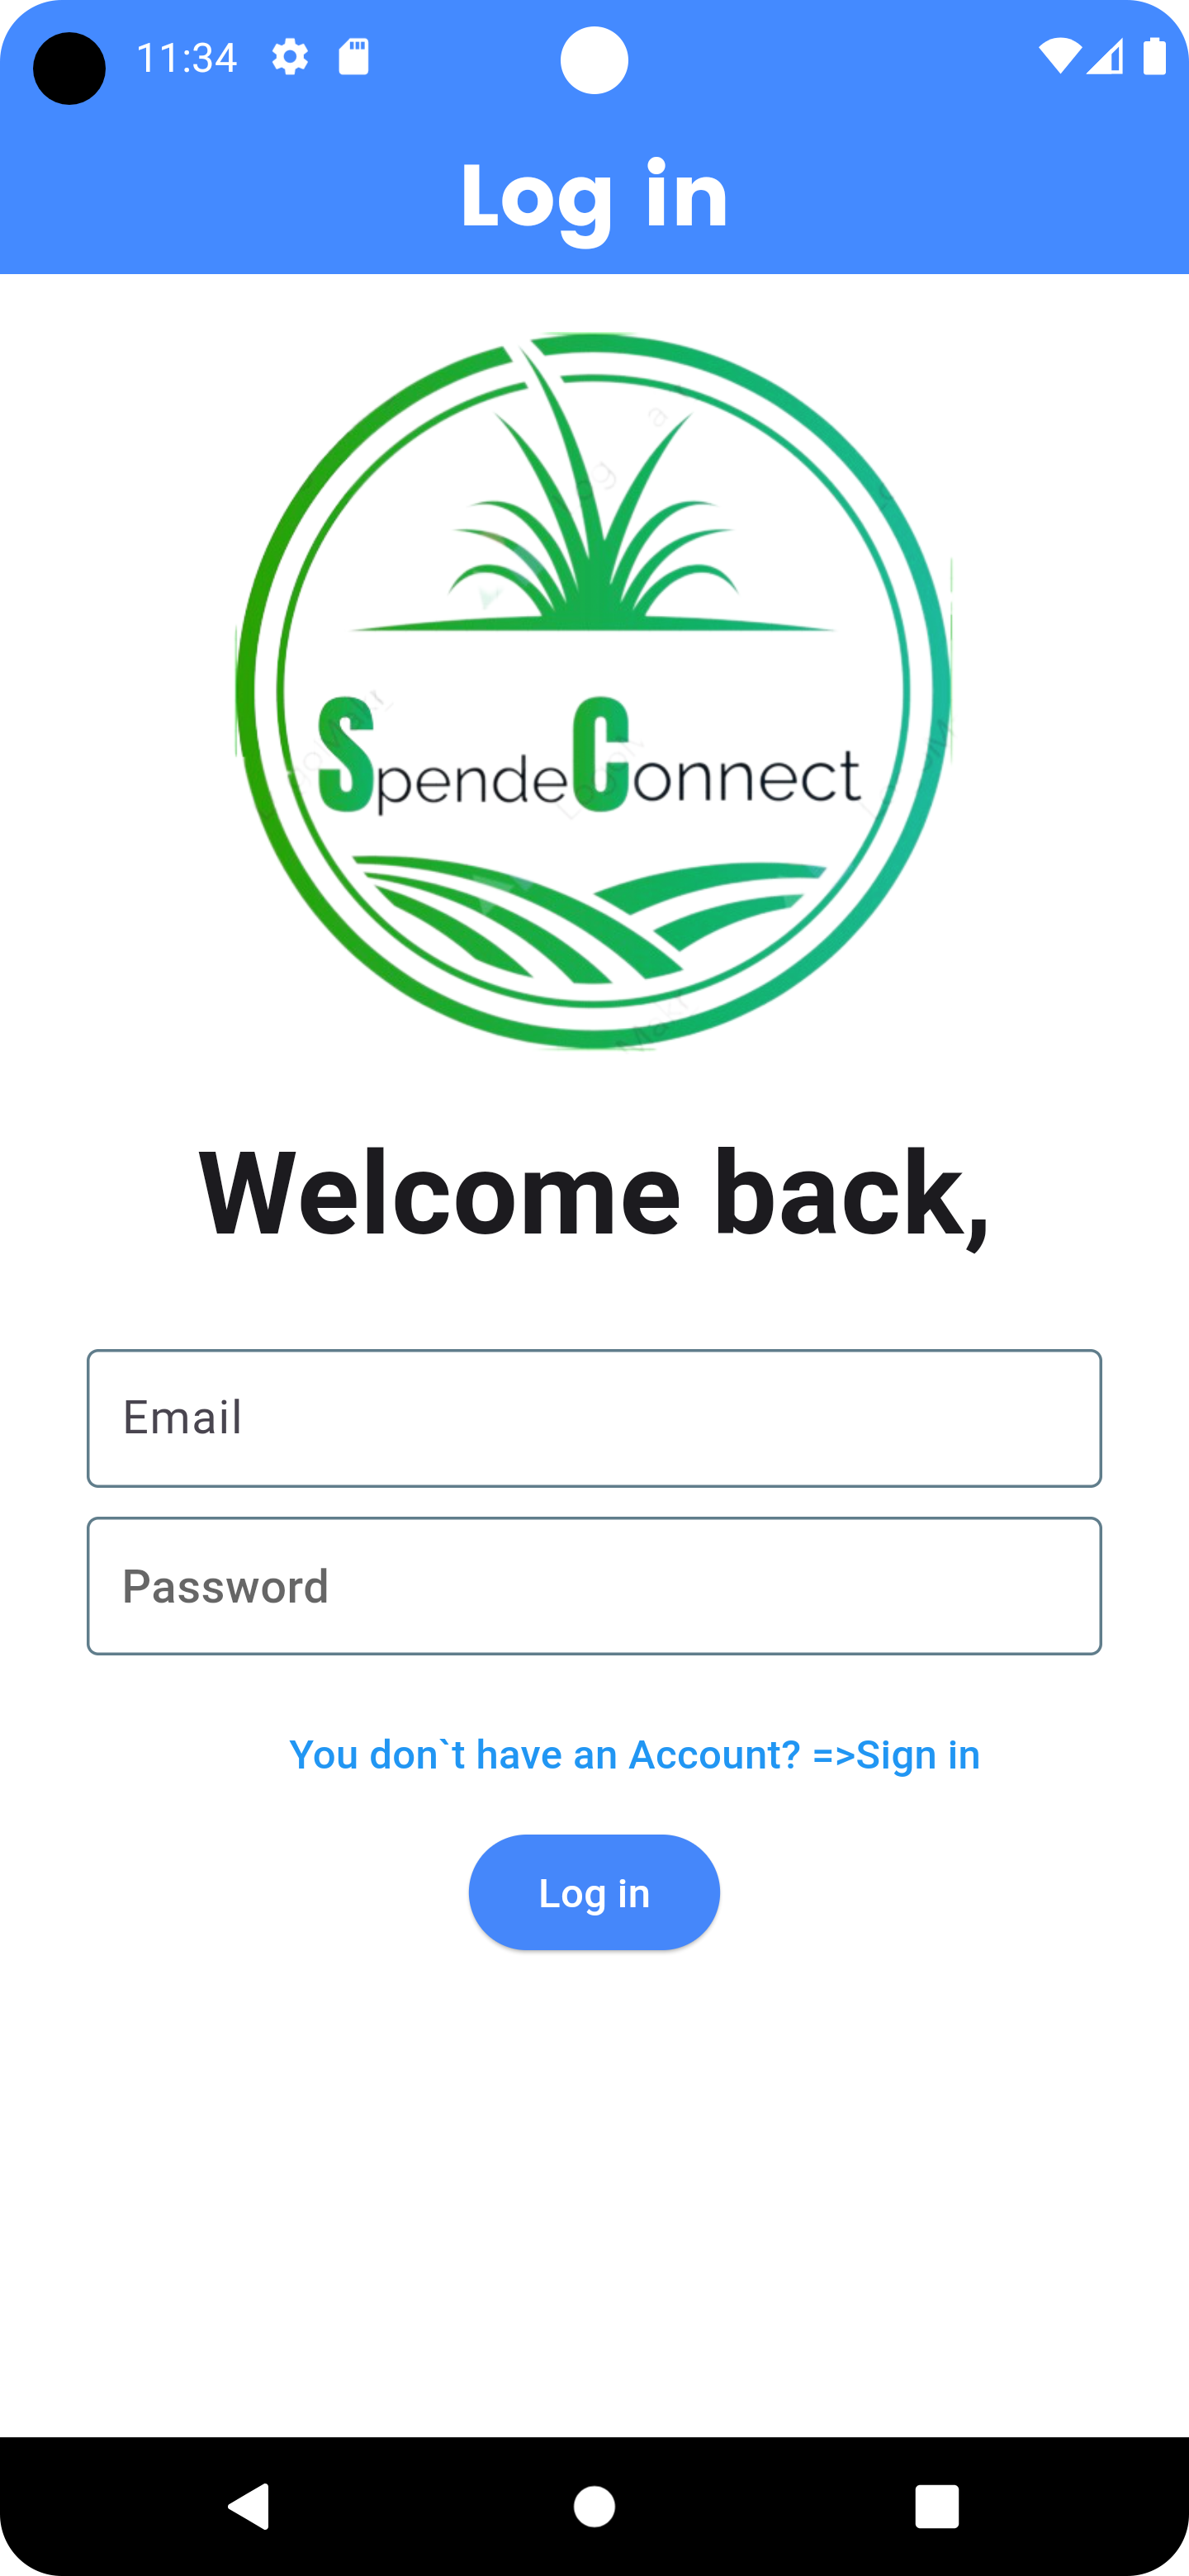 11:34
Log in
SpendeConnect
Welcome back,
Email
Password
You don`t have an Account? =>Sign in
Log in